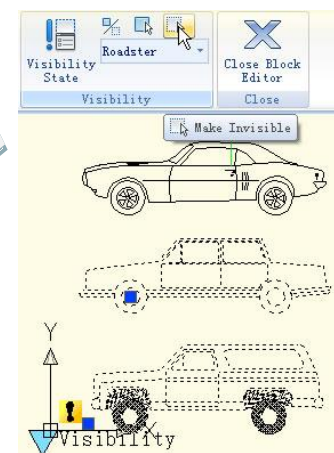 Roadster
Visibility
State
Close Block
Editor
Visibility
Close
Make Invisible
Y
X
Visibility